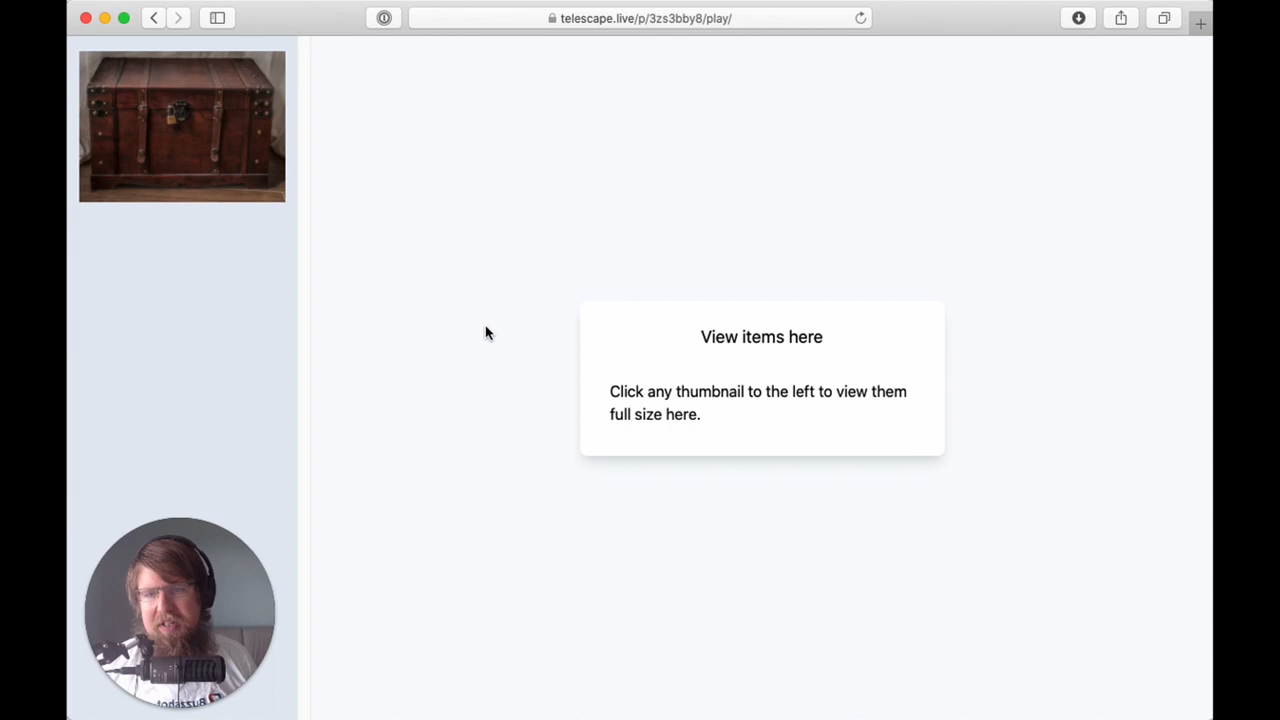 telescape.live/p/3zs3bby8/play/
View items here
Click any thumbnail to the left to view them
full size here.
Buzzshot